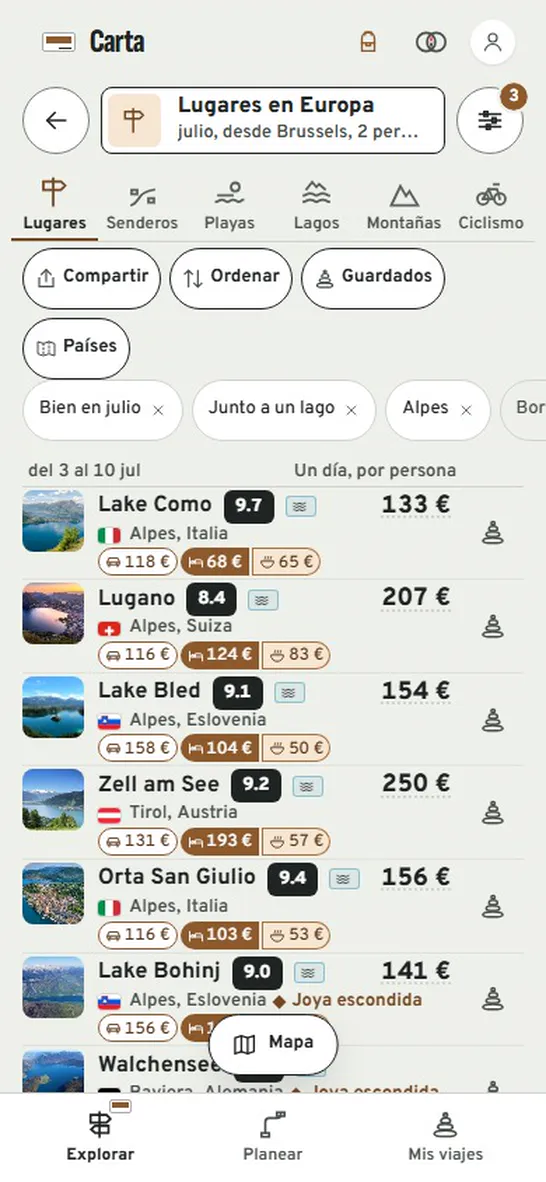 Carta
Lugares en Europa
julio, desde Brussels, 2 per...
3
Lugares
Senderos
Playas
Lagos
Montañas
Ciclismo
Compartir
Ordenar
Guardados
Países
Bien en julio ×
Junto a un lago ×
Alpes ×
Bor
del 3 al 10 jul
Un día, por persona
Lake Como 9.7 133 €
Alpes, Italia
118 € 68 € 65 €
Lugano 8.4 207 €
Alpes, Suiza
116 € 124 € 83 €
Lake Bled 9.1 154 €
Alpes, Eslovenia
158 € 104 € 50 €
Zell am See 9.2 250 €
Tirol, Austria
131 € 193 € 57 €
Orta San Giulio 9.4 156 €
Alpes, Italia
116 € 103 € 53 €
Lake Bohinj 9.0 141 €
Alpes, Eslovenia ◆ Joya escondida
156 €
Mapa
Walchensee
Baviera, Alemania ◆ Joya escondida
Explorar
Planear
Mis viajes